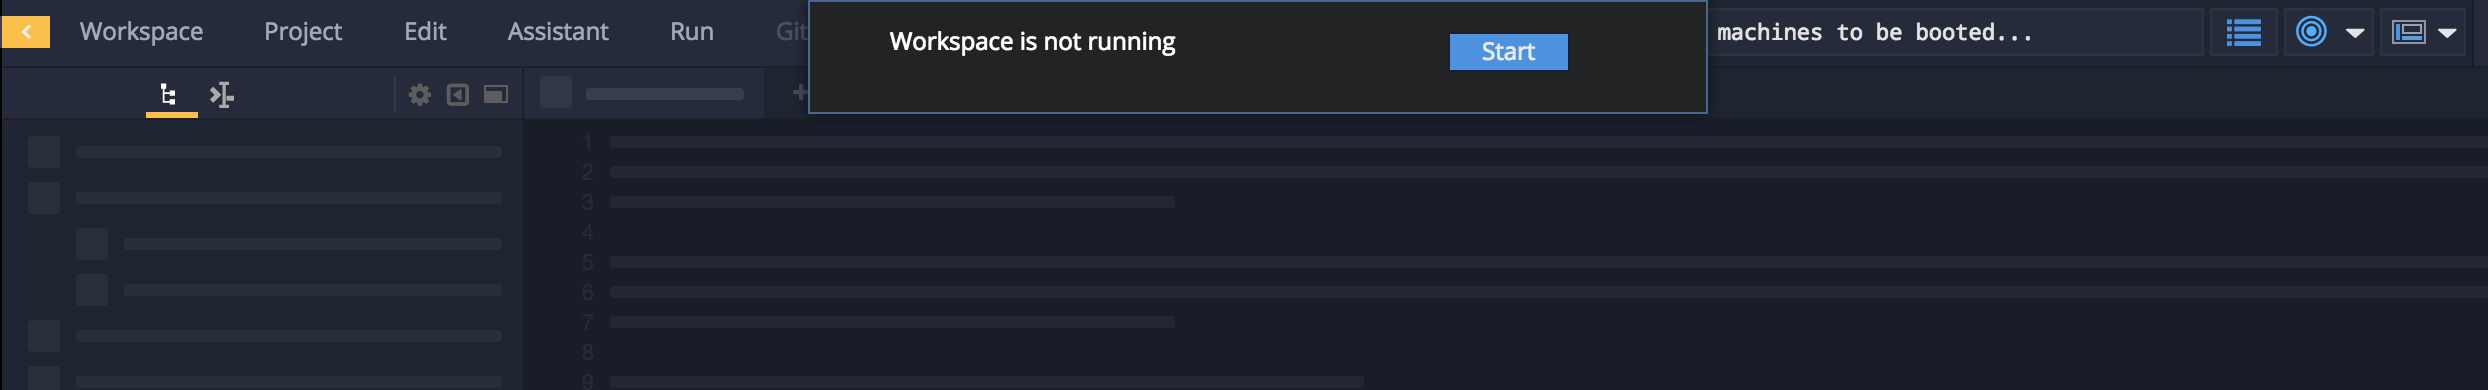 Workspace Project Edit Assistant Run Git
Workspace is not running
Start
machines to be booted...
1
2
3
4
5
6
7
8
9